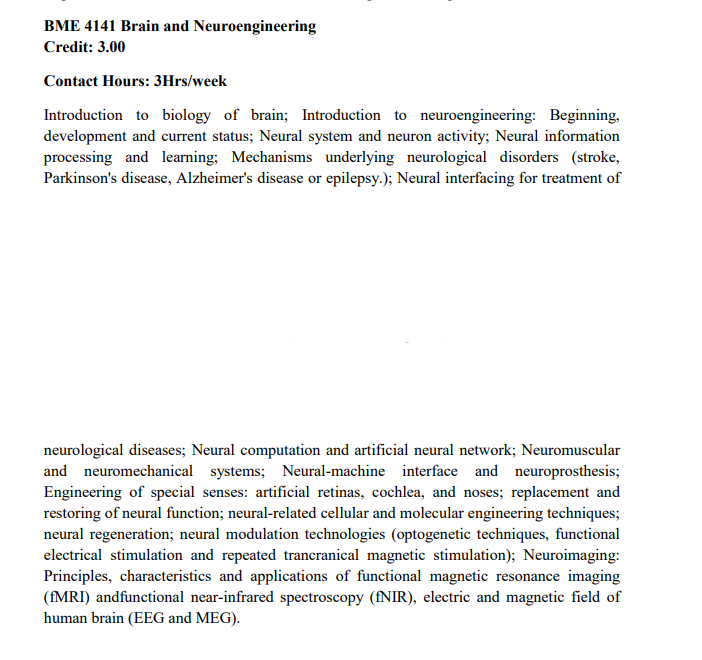 BME 4141 Brain and Neuroengineering
Credit: 3.00
Contact Hours: 3Hrs/week
Introduction to biology of brain; Introduction to neuroengineering: Beginning,
development and current status; Neural system and neuron activity; Neural information
processing and learning; Mechanisms underlying neurological disorders (stroke,
Parkinson's disease, Alzheimer's disease or epilepsy.); Neural interfacing for treatment of
neurological diseases; Neural computation and artificial neural network; Neuromuscular
and neuromechanical systems; Neural-machine interface and neuroprosthesis;
Engineering of special senses: artificial retinas, cochlea, and noses; replacement and
restoring of neural function; neural-related cellular and molecular engineering techniques;
neural regeneration; neural modulation technologies (optogenetic techniques, functional
electrical stimulation and repeated trancranical magnetic stimulation); Neuroimaging:
Principles, characteristics and applications of functional magnetic resonance imaging
(fMRI) andfunctional near-infrared spectroscopy (fNIR), electric and magnetic field of
human brain (EEG and MEG).